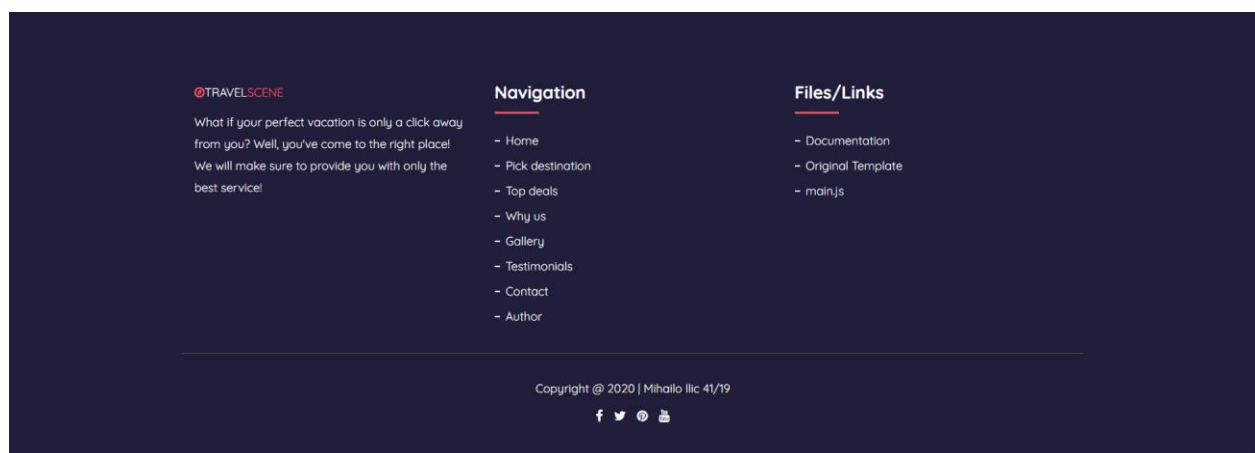 TRAVELSCENE
What if your perfect vacation is only a click away
from you? Well, you've come to the right place!
We will make sure to provide you with only the
best service!
Navigation
- Home
- Pick destination
- Top deals
- Why us
- Gallery
- Testimonials
- Contact
- Author
Files/Links
- Documentation
- Original Template
- main.js
Copyright @ 2020 | Mihailo Ilic 41/19